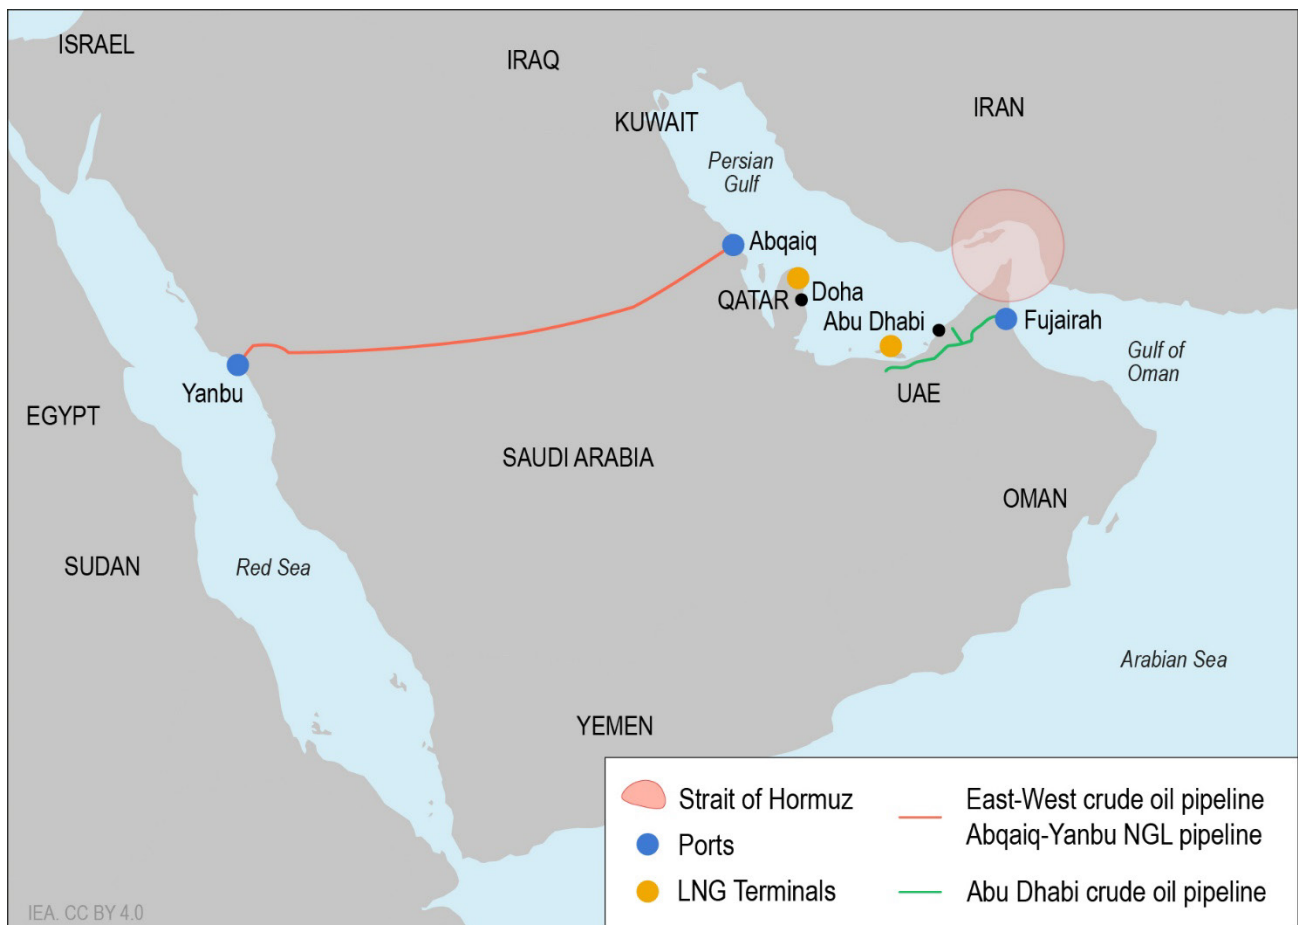 ISRAEL
IRAQ
IRAN
KUWAIT
Persian
Gulf
Abqaiq
QATAR
Doha
Abu Dhabi
Fujairah
Gulf of
Oman
Yanbu
UAE
EGYPT
SAUDI ARABIA
OMAN
SUDAN
Red Sea
Arabian Sea
YEMEN
Strait of Hormuz
Ports
LNG Terminals
East-West crude oil pipeline
Abqaiq-Yanbu NGL pipeline
Abu Dhabi crude oil pipeline
IEA. CC BY 4.0